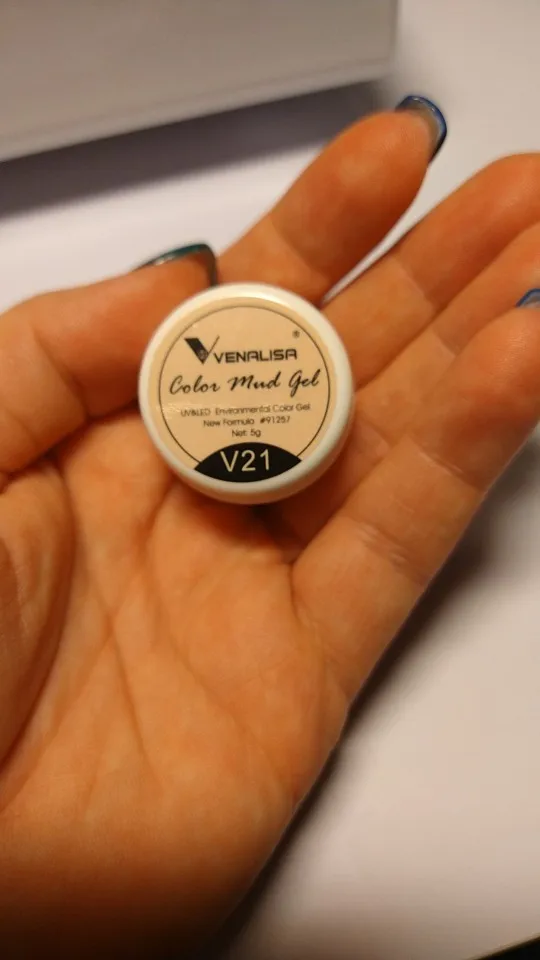 VENALISA®
Color Mud Gel
UV&LED Environmental Color Gel
New Formula #91257
Net: 5g
V21